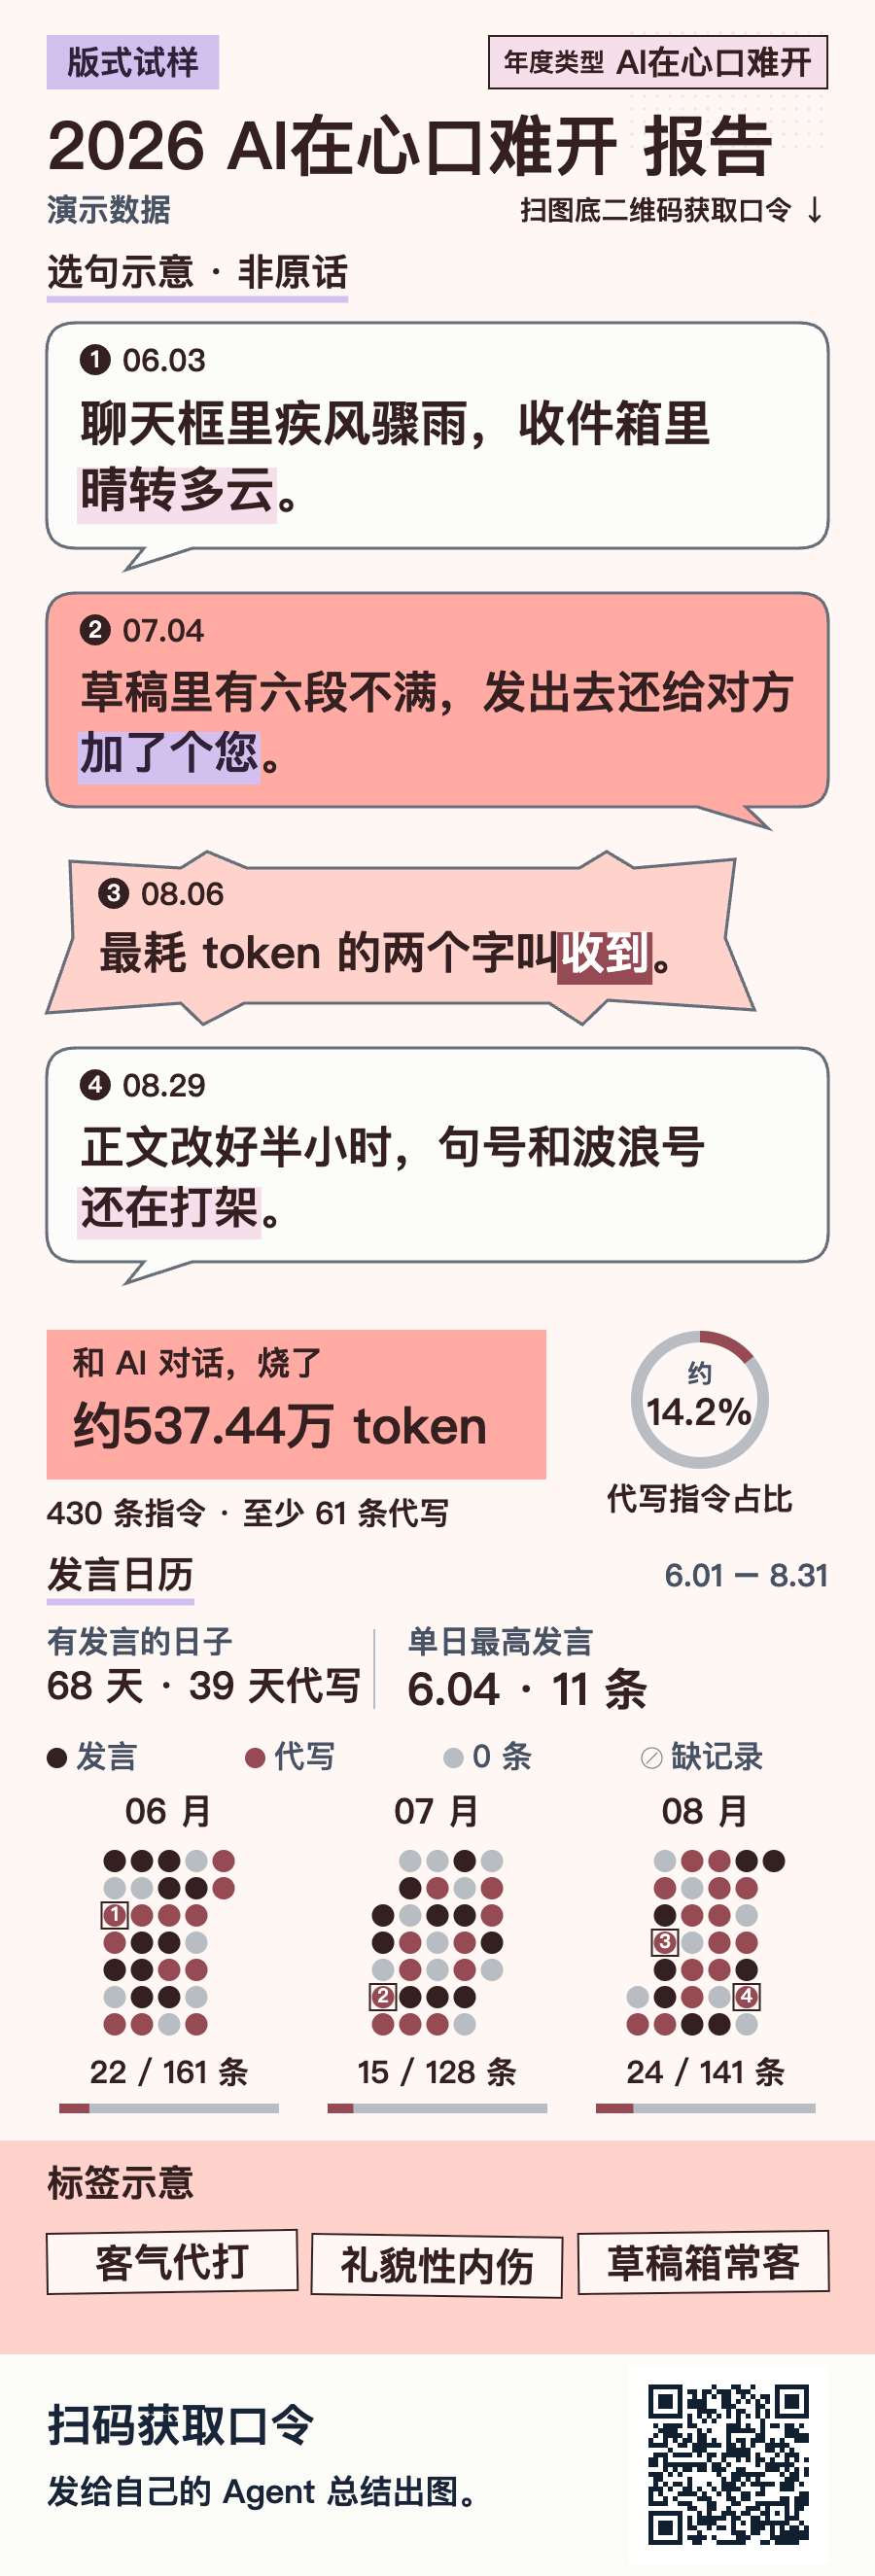 版式试样
年度类型 AI在心口难开
2026 AI在心口难开 报告
演示数据
扫图底二维码获取口令 ↓
选句示意 · 非原话
1 06.03
聊天框里疾风骤雨，收件箱里
晴转多云。
2 07.04
草稿里有六段不满，发出去还给对方
加了个您。
3 08.06
最耗 token 的两个字叫收到。
4 08.29
正文改好半小时，句号和波浪号
还在打架。
和 AI 对话，烧了
约537.44万 token
约
14.2%
代写指令占比
430 条指令 · 至少 61 条代写
发言日历
6.01 — 8.31
有发言的日子
68 天 · 39 天代写
单日最高发言
6.04 · 11 条
发言
代写
0 条
缺记录
06 月
07 月
08 月
1
3
2
4
22 / 161 条
15 / 128 条
24 / 141 条
标签示意
客气代打
礼貌性内伤
草稿箱常客
扫码获取口令
发给自己的 Agent 总结出图。